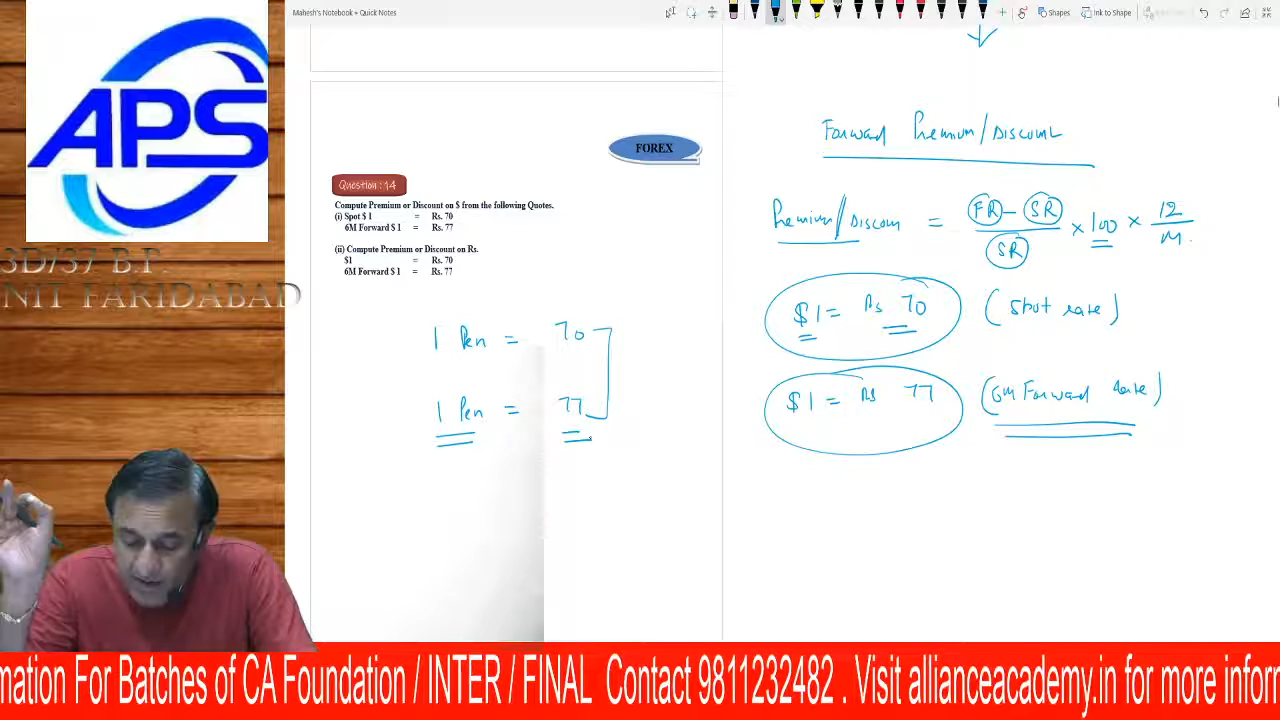 Mahesh's Notebook » Quick Notes
Shapes
Ink to Shape
APS
3D/37 B.P.
NIT FARIDABAD
FOREX
Question : 14
Compute Premium or Discount on $ from the following Quotes.
(i) Spot $ 1 = Rs. 70
6M Forward $ 1 = Rs. 77
(ii) Compute Premium or Discount on Rs.
$1 = Rs. 70
6M Forward $ 1 = Rs. 77
1 Pen = 70
1 Pen = 77
Forward Premium/Discount
Premium/Discom = FR - SR / SR × 100 × 12 / M.
$1 = Rs 70 (Spot rate)
$1 = Rs 77 (6M Forward rate)
mation For Batches of CA Foundation / INTER / FINAL Contact 9811232482 . Visit allianceacademy.in for more inform